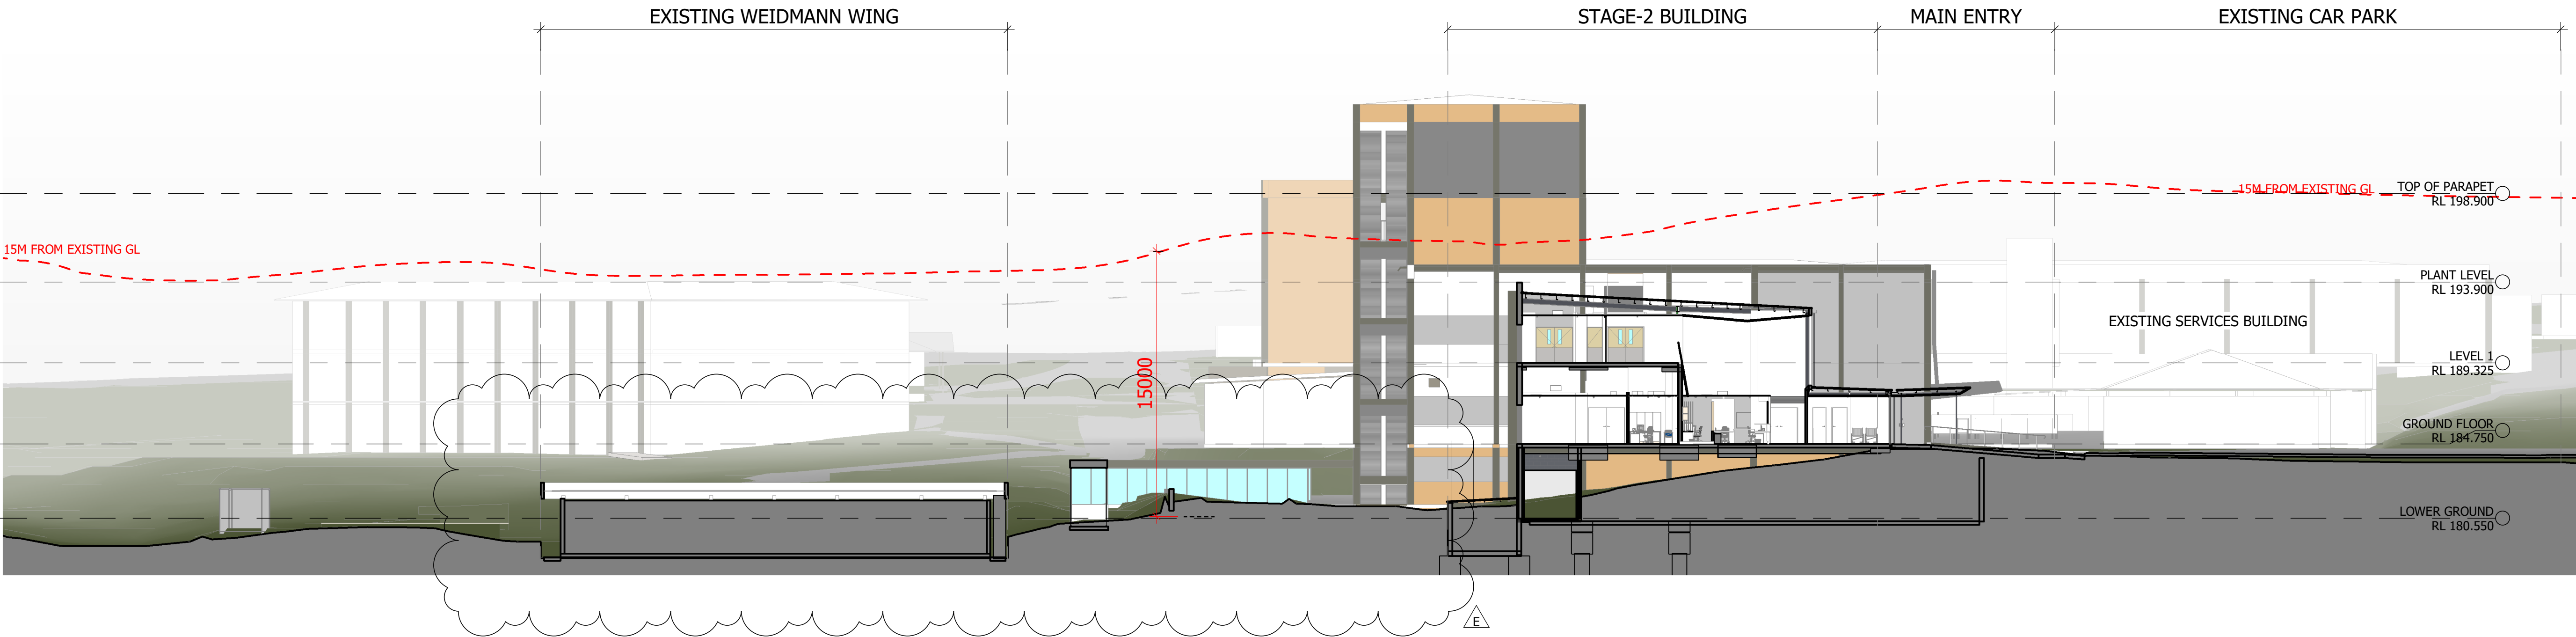 EXISTING WEIDMANN WING
STAGE-2 BUILDING
MAIN ENTRY
EXISTING CAR PARK
15M FROM EXISTING GL
TOP OF PARAPET
RL 198.900
15M FROM EXISTING GL
PLANT LEVEL
RL 193.900
EXISTING SERVICES BUILDING
LEVEL 1
RL 189.325
15000
GROUND FLOOR
RL 184.750
LOWER GROUND
RL 180.550
E